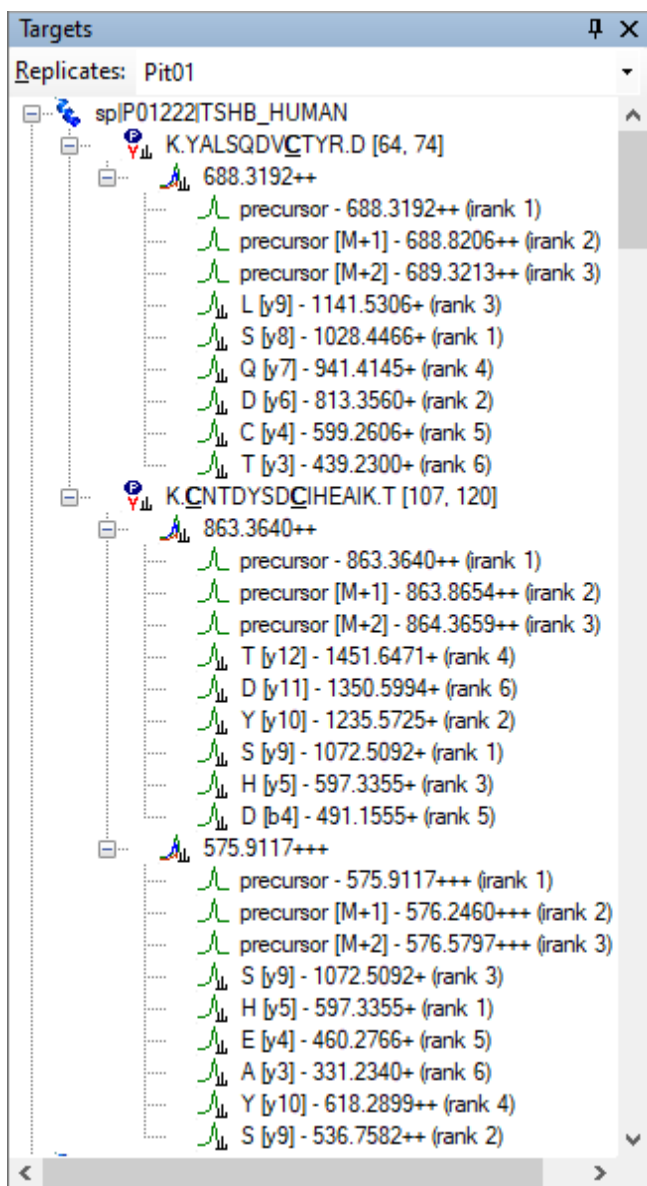 Targets
Replicates: Pit01
sp|P01222|TSHB_HUMAN
K.YALSQDVCTYR.D [64, 74]
688.3192++
precursor - 688.3192++ (irank 1)
precursor [M+1] - 688.8206++ (irank 2)
precursor [M+2] - 689.3213++ (irank 3)
L [y9] - 1141.5306+ (rank 3)
S [y8] - 1028.4466+ (rank 1)
Q [y7] - 941.4145+ (rank 4)
D [y6] - 813.3560+ (rank 2)
C [y4] - 599.2606+ (rank 5)
T [y3] - 439.2300+ (rank 6)
K.CNTDYSDCIHEAIK.T [107, 120]
863.3640++
precursor - 863.3640++ (irank 1)
precursor [M+1] - 863.8654++ (irank 2)
precursor [M+2] - 864.3659++ (irank 3)
T [y12] - 1451.6471+ (rank 4)
D [y11] - 1350.5994+ (rank 6)
Y [y10] - 1235.5725+ (rank 2)
S [y9] - 1072.5092+ (rank 1)
H [y5] - 597.3355+ (rank 3)
D [b4] - 491.1555+ (rank 5)
575.9117+++
precursor - 575.9117+++ (irank 1)
precursor [M+1] - 576.2460+++ (irank 2)
precursor [M+2] - 576.5797+++ (irank 3)
S [y9] - 1072.5092+ (rank 3)
H [y5] - 597.3355+ (rank 1)
E [y4] - 460.2766+ (rank 5)
A [y3] - 331.2340+ (rank 6)
Y [y10] - 618.2899++ (rank 4)
S [y9] - 536.7582++ (rank 2)